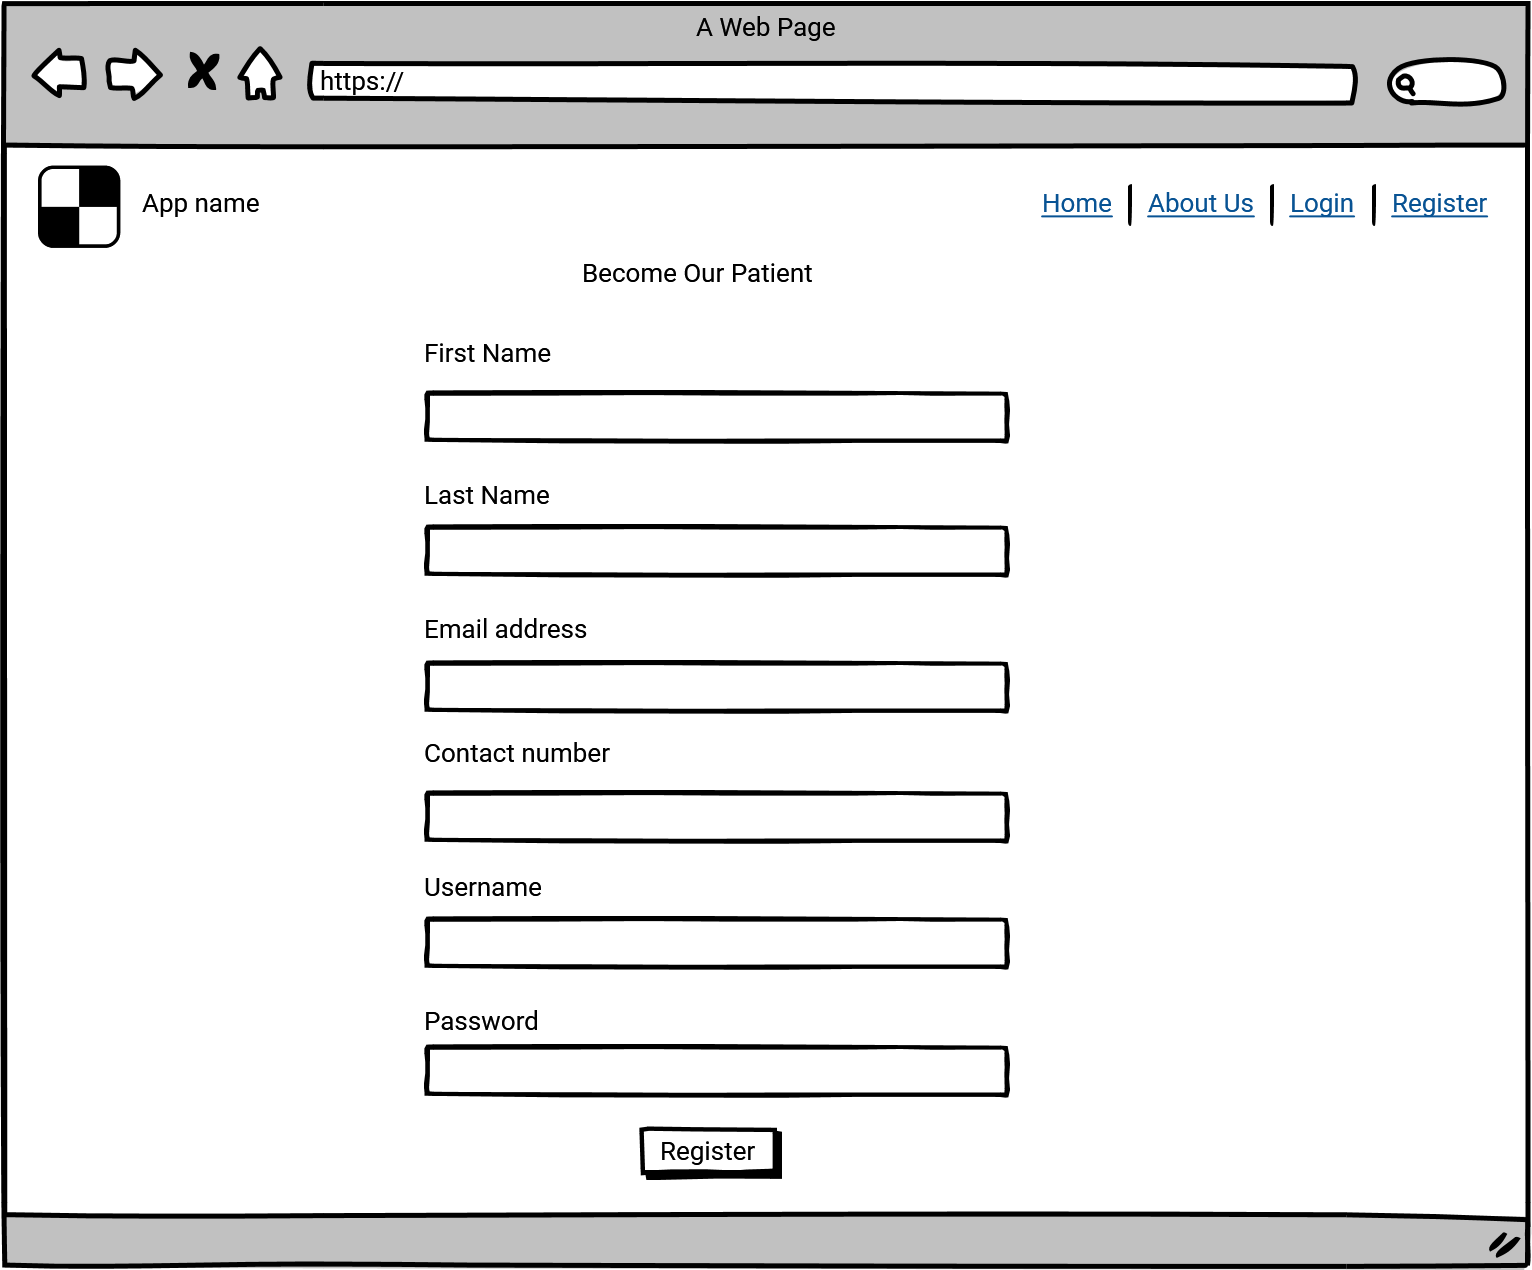 A Web Page
https://
App name
Home About Us Login Register
Become Our Patient
First Name
Last Name
Email address
Contact number
Username
Password
Register